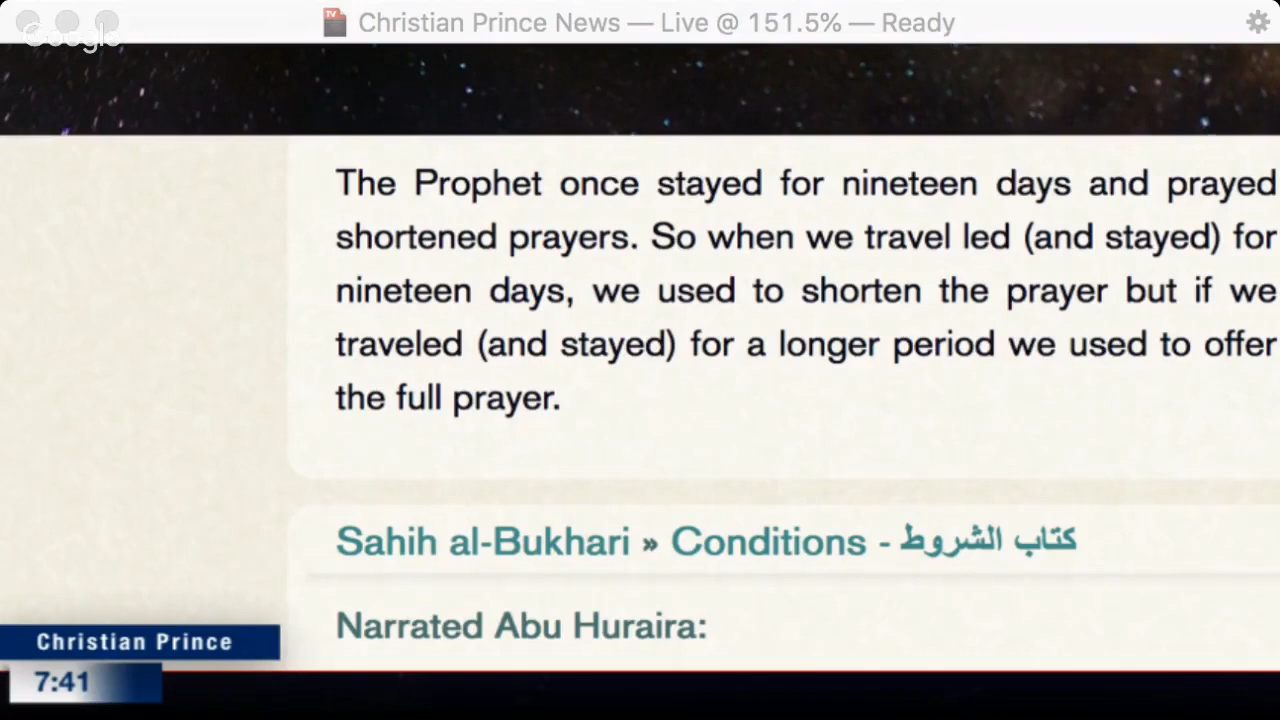 Christian Prince News — Live @ 151.5% — Ready
Google
The Prophet once stayed for nineteen days and prayed
shortened prayers. So when we travel led (and stayed) for
nineteen days, we used to shorten the prayer but if we
traveled (and stayed) for a longer period we used to offer
the full prayer.
Sahih al-Bukhari » Conditions - كتاب الشروط
Narrated Abu Huraira:
Christian Prince
7:41